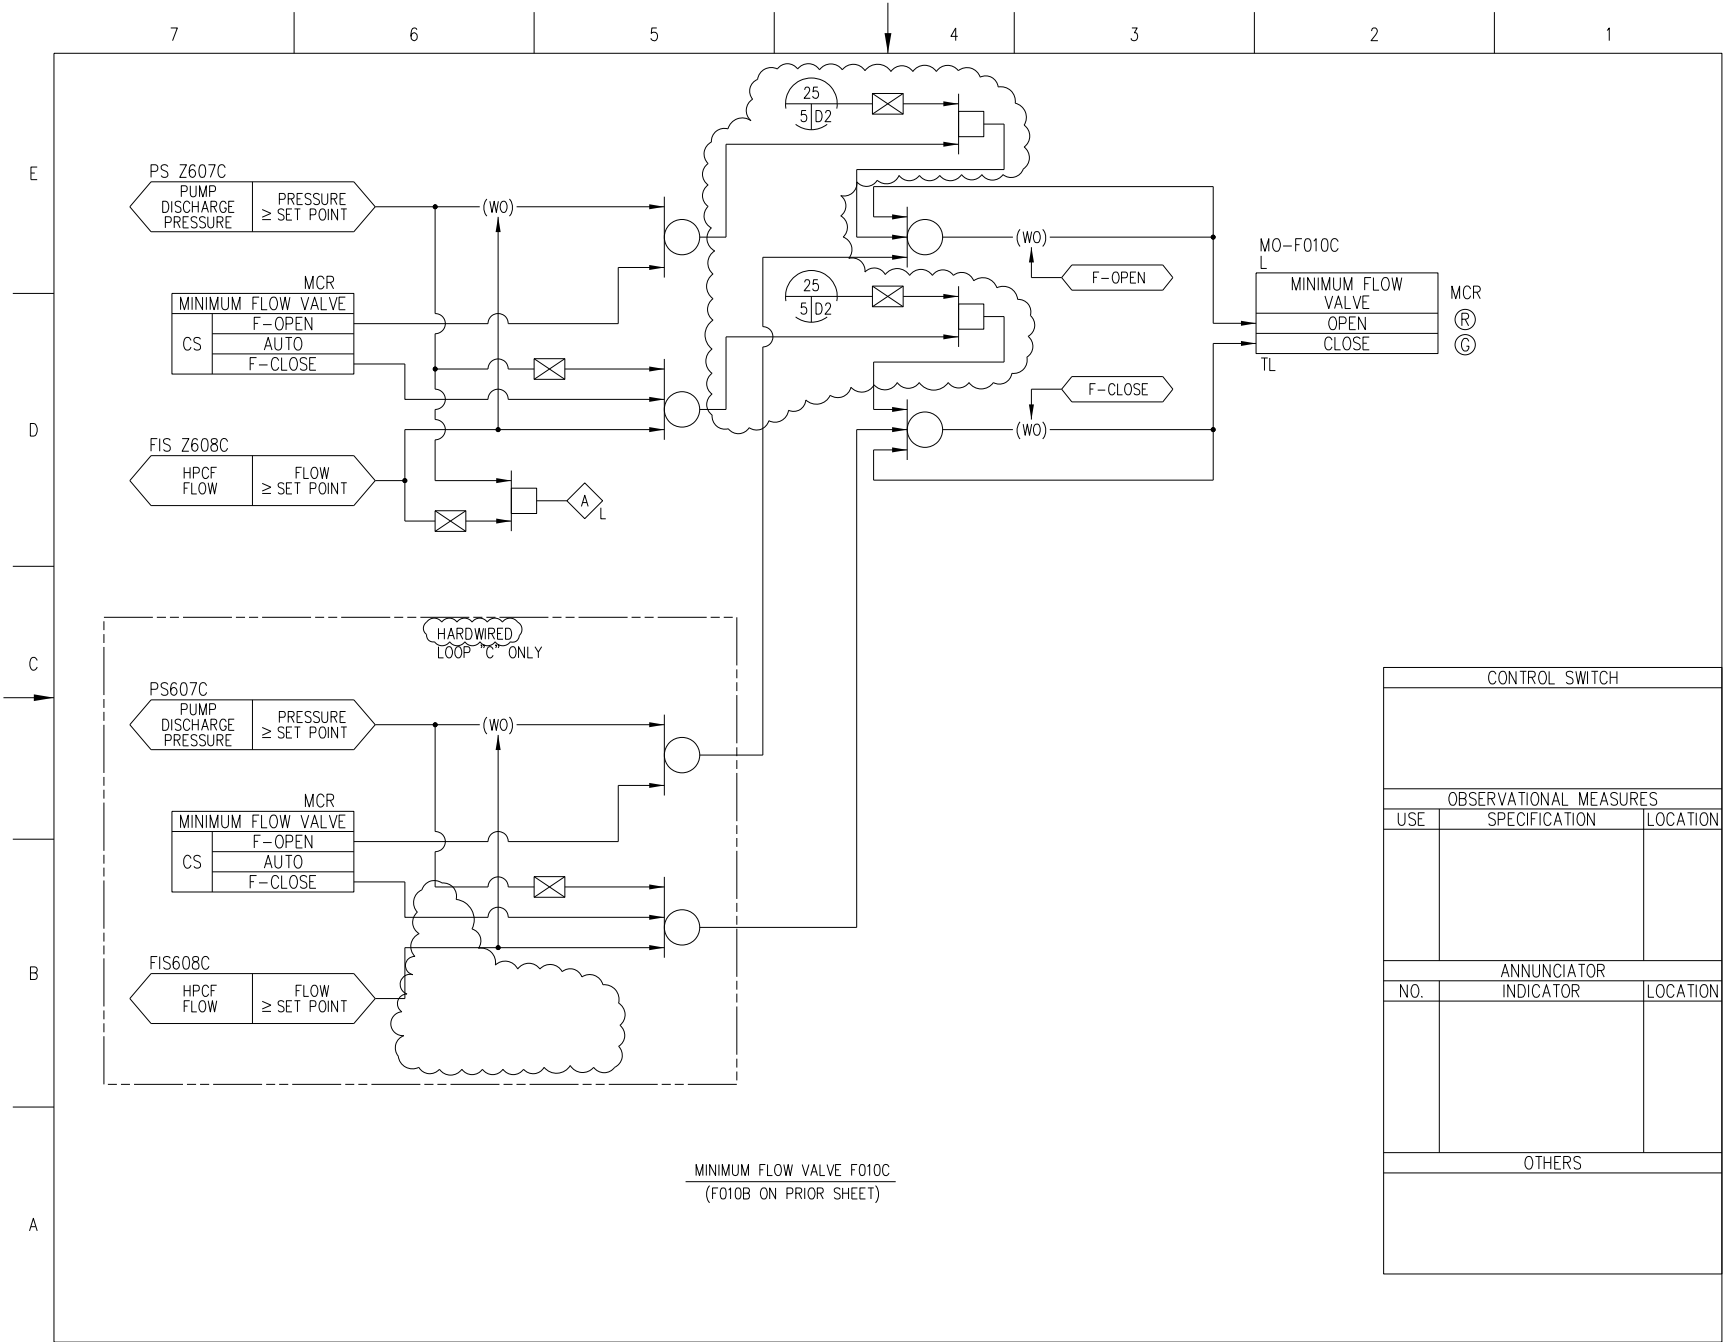 7 6 5 4 3 2 1
E
D
C
B
A
25
5 D2
PS Z607C
PUMP
DISCHARGE
PRESSURE
PRESSURE
≥ SET POINT
(WO)
(WO)
F-OPEN
MO-F010C
L
MINIMUM FLOW
VALVE
OPEN
CLOSE
TL
MCR
R
G
MCR
MINIMUM FLOW VALVE
CS
F-OPEN
AUTO
F-CLOSE
25
5 D2
F-CLOSE
(WO)
FIS Z608C
HPCF
FLOW
FLOW
≥ SET POINT
A
L
HARDWIRED
LOOP "C" ONLY
PS607C
PUMP
DISCHARGE
PRESSURE
PRESSURE
≥ SET POINT
(WO)
MCR
MINIMUM FLOW VALVE
CS
F-OPEN
AUTO
F-CLOSE
FIS608C
HPCF
FLOW
FLOW
≥ SET POINT
CONTROL SWITCH
OBSERVATIONAL MEASURES
USE SPECIFICATION LOCATION
ANNUNCIATOR
NO. INDICATOR LOCATION
OTHERS
MINIMUM FLOW VALVE F010C
(F010B ON PRIOR SHEET)